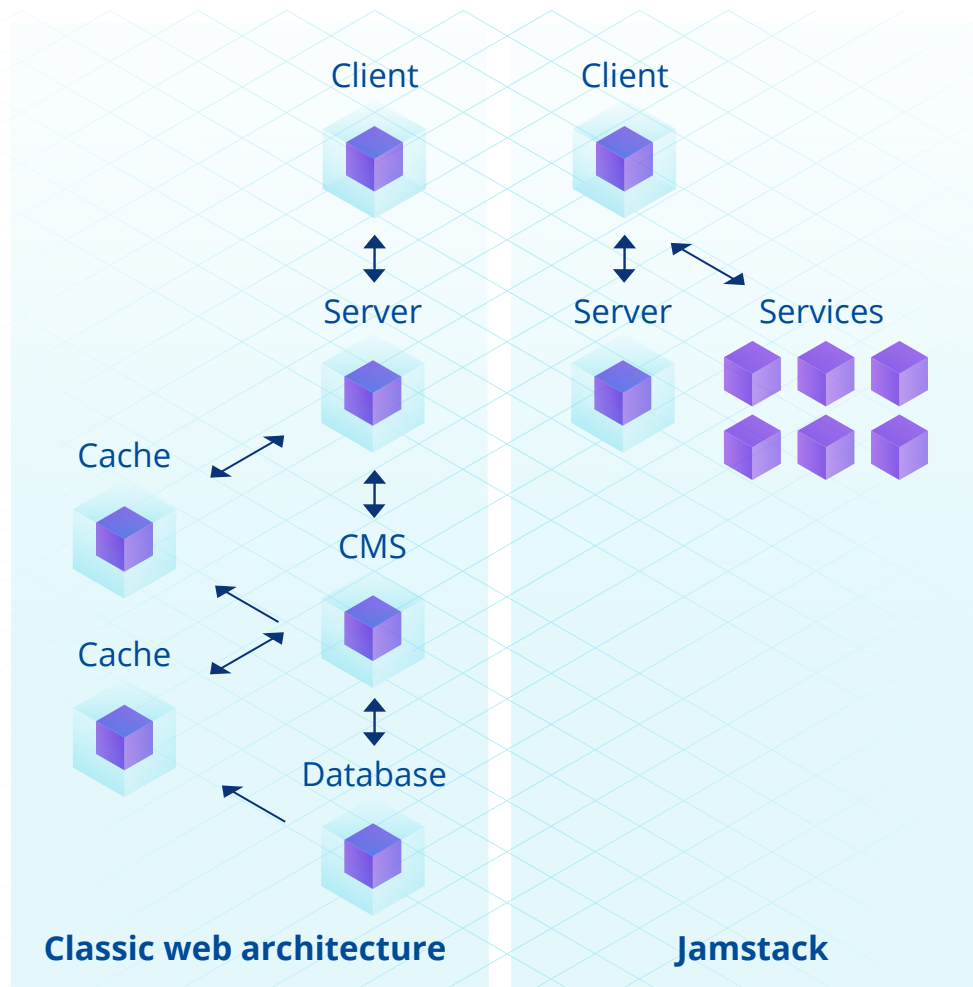 Client
Server
Cache
CMS
Cache
Database
Classic web architecture
Client
Server
Services
Jamstack